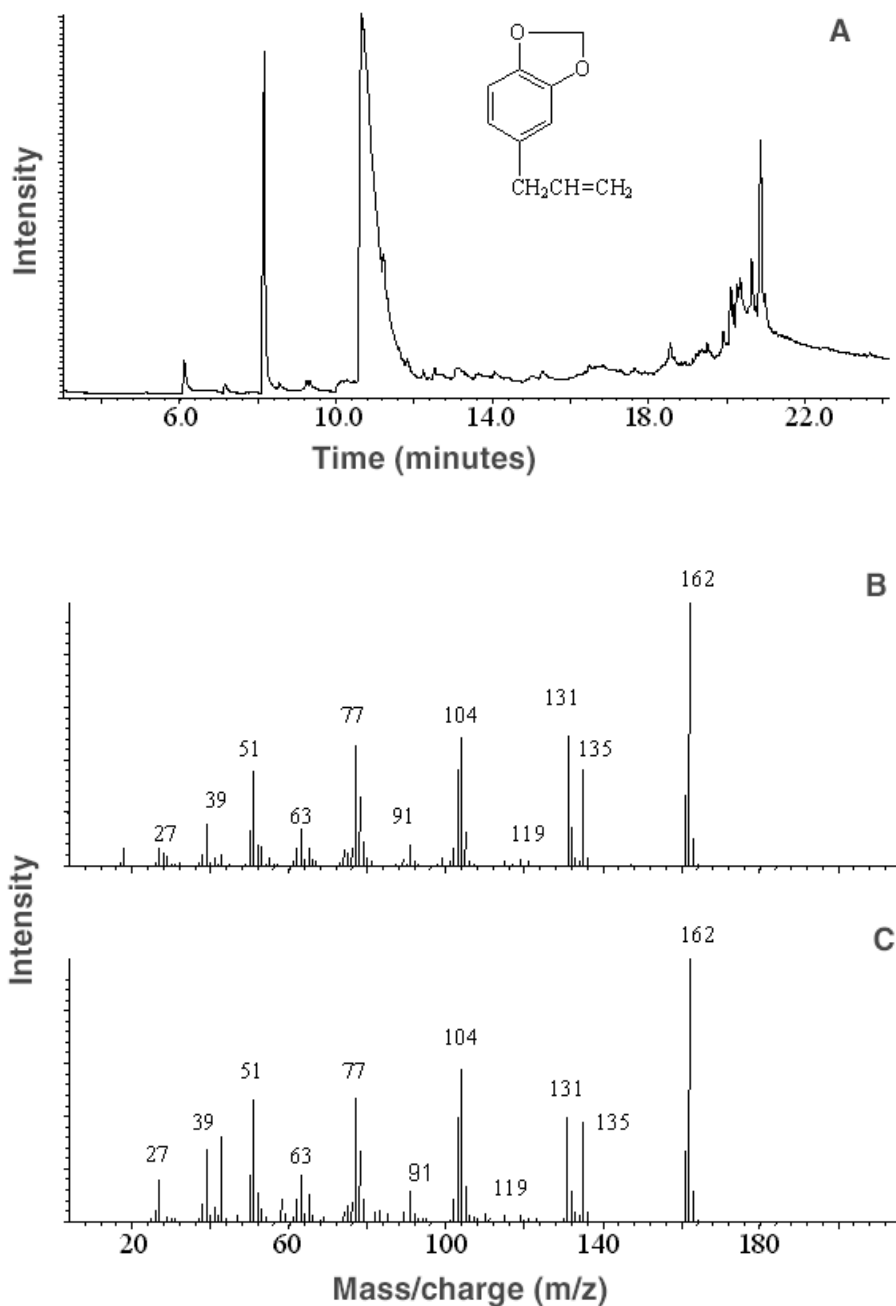 A
O
O
CH₂CH=CH₂
Intensity
6.0 10.0 14.0 18.0 22.0
Time (minutes)
B
162
131
135
104
77
51
39
27
63
91
119
Intensity
C
162
104
131
135
77
51
39
27
63
91
119
20 60 100 140 180
Mass/charge (m/z)